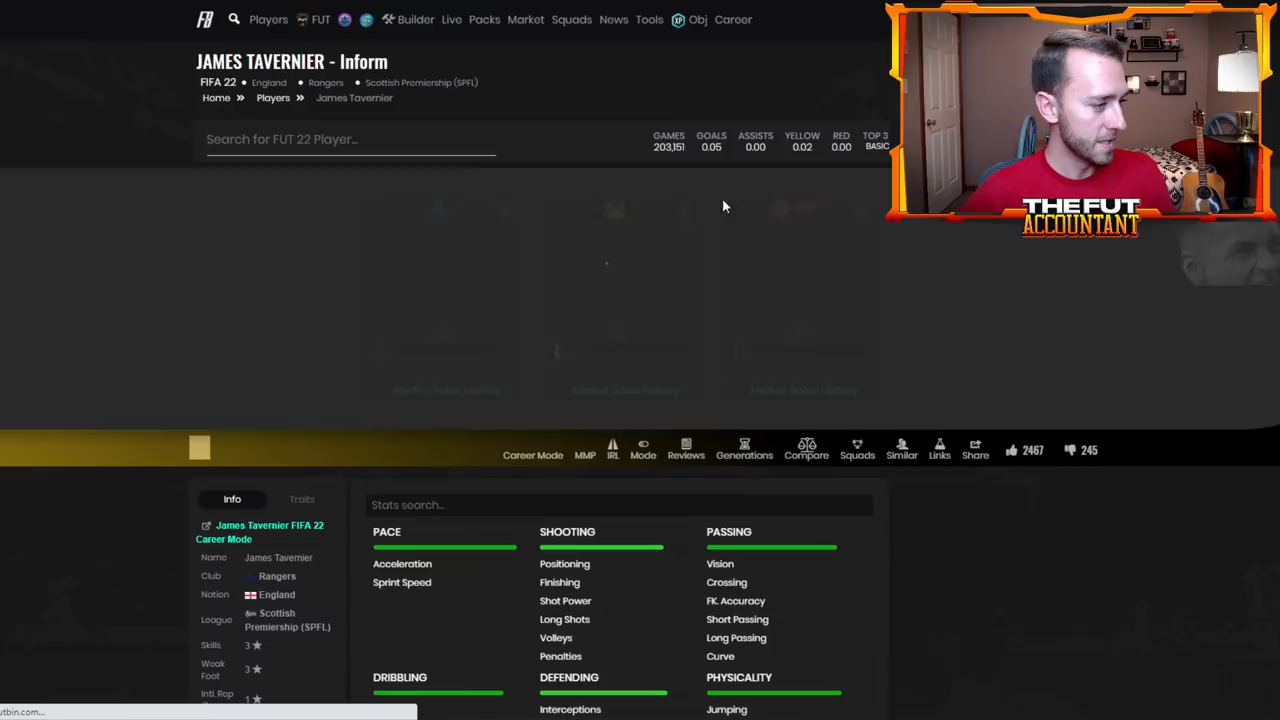 FB Players FUT Builder Live Packs Market Squads News Tools XP Obj Career
JAMES TAVERNIER - Inform
FIFA 22 • England • Rangers • Scottish Premiership (SPFL)
Home » Players » James Tavernier
Search for FUT 22 Player...
GAMES GOALS ASSISTS YELLOW RED TOP 3
203,151 0.05 0.00 0.02 0.00 BASIC
THE FUT
ACCOUNTANT
Career Mode MMP IRL Mode Reviews Generations Compare Squads Similar Links Share 2467 245
Info Traits
Stats search...
James Tavernier FIFA 22
Career Mode
Name James Tavernier
Club Rangers
Nation England
League Scottish
Premiership (SPFL)
Skills 3★
Weak
Foot 3★
Intl. Rep 1★
PACE
Acceleration
Sprint Speed
SHOOTING
Positioning
Finishing
Shot Power
Long Shots
Volleys
Penalties
PASSING
Vision
Crossing
FK. Accuracy
Short Passing
Long Passing
Curve
DRIBBLING
DEFENDING
Interceptions
PHYSICALITY
Jumping
utbin.com...